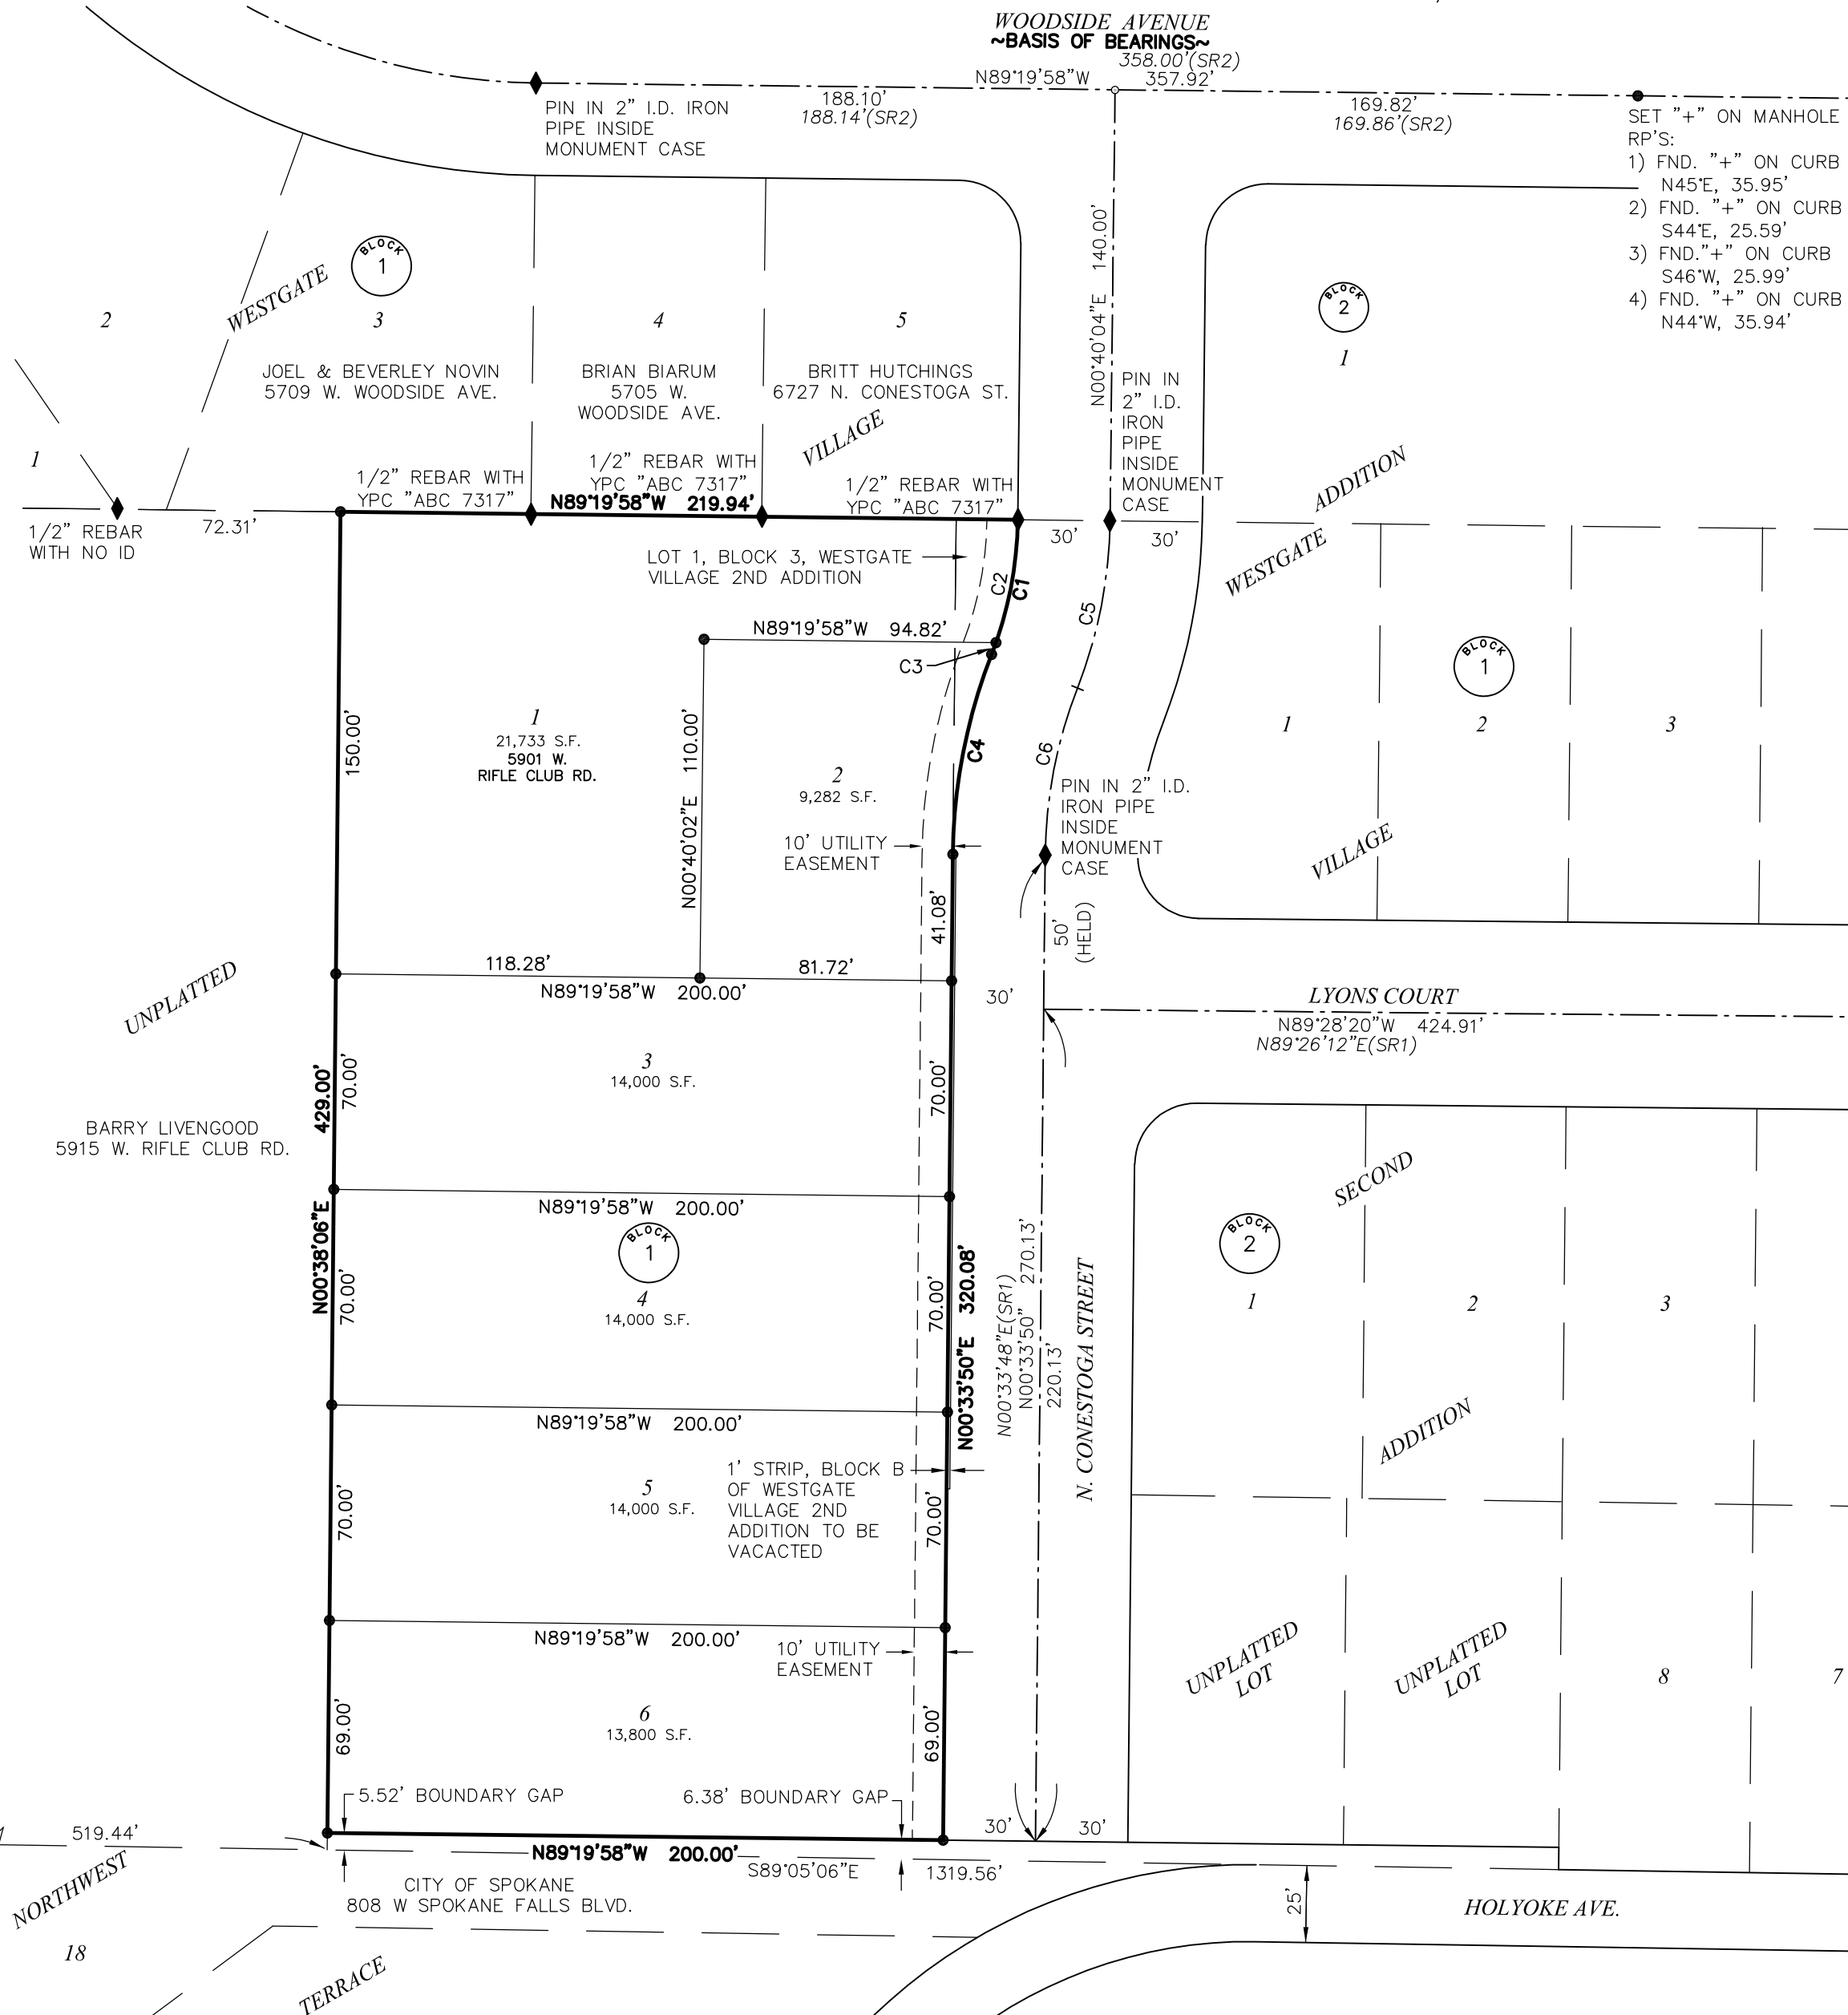 WOODSIDE AVENUE
~BASIS OF BEARINGS~
358.00'(SR2)
N89°19'58"W 357.92'
188.10'
188.14'(SR2)
169.82'
169.86'(SR2)
PIN IN 2" I.D. IRON
PIPE INSIDE
MONUMENT CASE
SET "+" ON MANHOLE
RP'S:
1) FND. "+" ON CURB
N45°E, 35.95'
2) FND. "+" ON CURB
S44°E, 25.59'
3) FND."+" ON CURB
S46°W, 25.99'
4) FND. "+" ON CURB
N44°W, 35.94'
N00°40'04"E 140.00'
BLOCK
1
WESTGATE
2
3
4
5
BLOCK
2
1
JOEL & BEVERLEY NOVIN
5709 W. WOODSIDE AVE.
BRIAN BIARUM
5705 W.
WOODSIDE AVE.
BRITT HUTCHINGS
6727 N. CONESTOGA ST.
VILLAGE
PIN IN
2" I.D.
IRON
PIPE
INSIDE
MONUMENT
CASE
ADDITION
1
1/2" REBAR WITH
YPC "ABC 7317"
1/2" REBAR WITH
YPC "ABC 7317"
1/2" REBAR WITH
YPC "ABC 7317"
N89°19'58"W 219.94'
1/2" REBAR
WITH NO ID
72.31'
30'
30'
LOT 1, BLOCK 3, WESTGATE
VILLAGE 2ND ADDITION
C2
C1
C5
WESTGATE
N89°19'58"W 94.82'
C3
BLOCK
1
150.00'
1
21,733 S.F.
5901 W.
RIFLE CLUB RD.
N00°40'02"E 110.00'
2
9,282 S.F.
C4
C6
1
2
3
PIN IN 2" I.D.
IRON PIPE
INSIDE
MONUMENT
CASE
10' UTILITY
EASEMENT
VILLAGE
41.08'
50'
(HELD)
118.28'
81.72'
N89°19'58"W 200.00'
30'
UNPLATTED
LYONS COURT
N89°28'20"W 424.91'
N89°26'12"E(SR1)
3
14,000 S.F.
70.00'
70.00'
429.00'
BARRY LIVENGOOD
5915 W. RIFLE CLUB RD.
N89°19'58"W 200.00'
SECOND
N00°38'06"E
BLOCK
1
4
14,000 S.F.
70.00'
70.00'
N00°33'50"E 320.08'
N00°33'48"E(SR1)
N00°33'50" 270.13'
220.13'
N. CONESTOGA STREET
BLOCK
2
1
2
3
N89°19'58"W 200.00'
ADDITION
5
14,000 S.F.
70.00'
70.00'
1' STRIP, BLOCK B
OF WESTGATE
VILLAGE 2ND
ADDITION TO BE
VACACTED
N89°19'58"W 200.00'
10' UTILITY
EASEMENT
UNPLATTED
LOT
UNPLATTED
LOT
8
7
6
13,800 S.F.
69.00'
69.00'
5.52' BOUNDARY GAP
6.38' BOUNDARY GAP
30'
30'
519.44'
N89°19'58"W 200.00'
S89°05'06"E
1319.56'
CITY OF SPOKANE
808 W SPOKANE FALLS BLVD.
NORTHWEST
25'
HOLYOKE AVE.
18
TERRACE